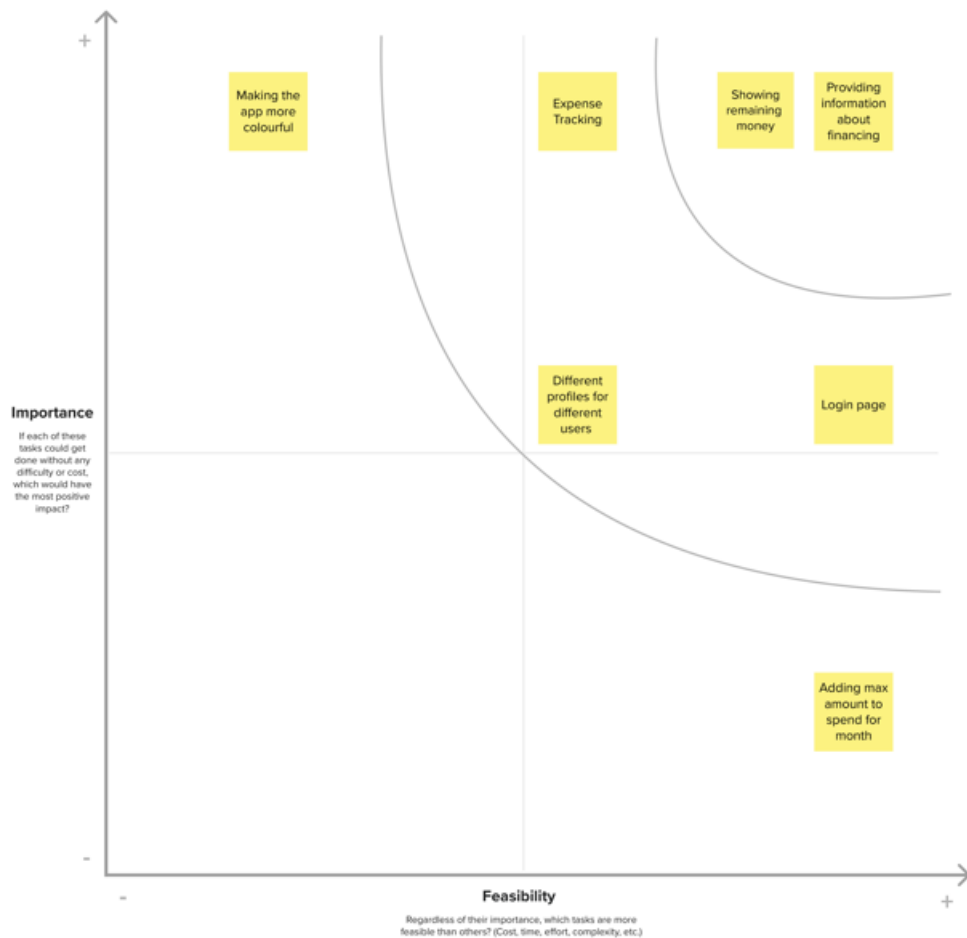 +
Making the
app more
colourful
Expense
Tracking
Showing
remaining
money
Providing
information
about
financing
Different
profiles for
different
users
Login page
Importance
If each of these
tasks could get
done without any
difficulty or cost,
which would have
the most positive
impact?
Adding max
amount to
spend for
month
-
-
Feasibility
+
Regardless of their importance, which tasks are more
feasible than others? (Cost, time, effort, complexity, etc.)